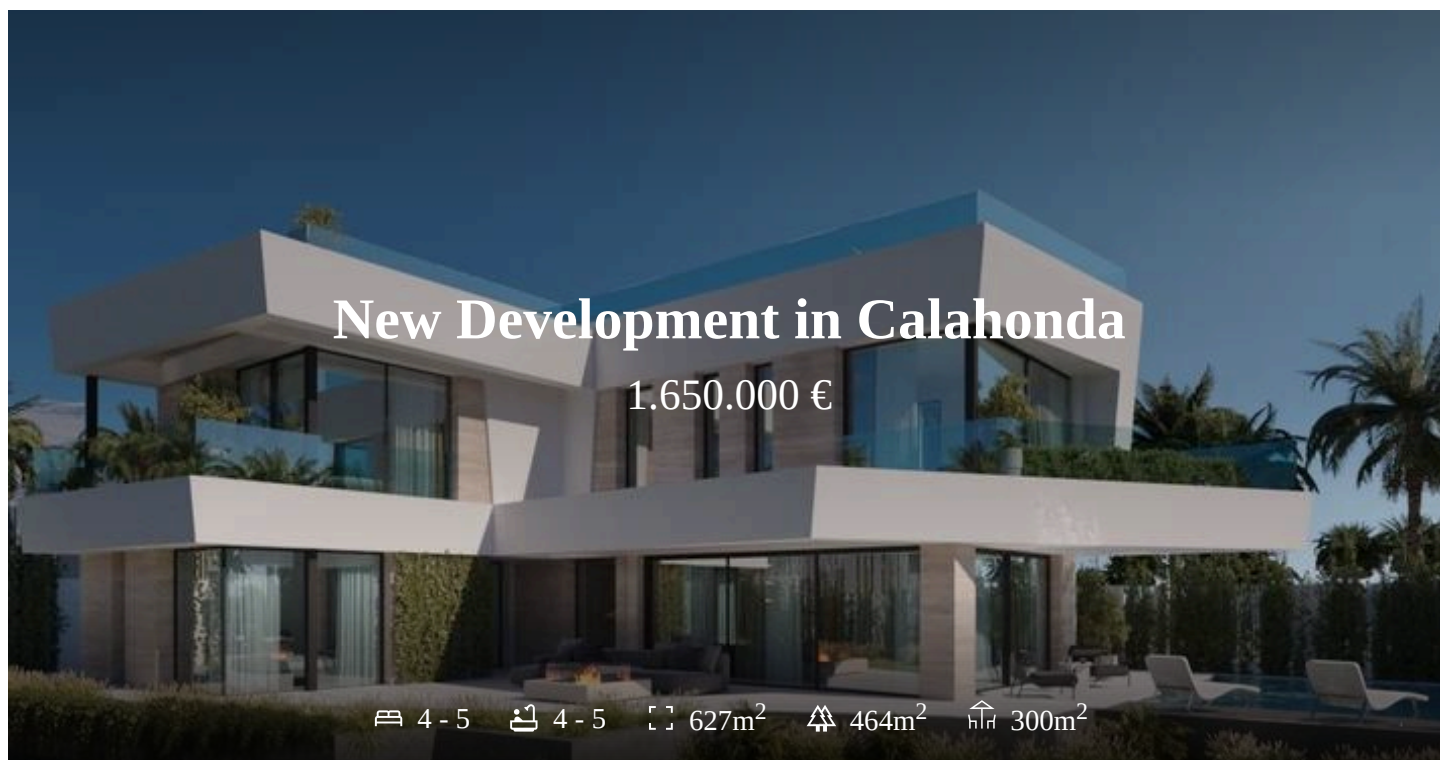 New Development in Calahonda
1.650.000 €
4 - 5 4 - 5 627m² 464m² 300m²